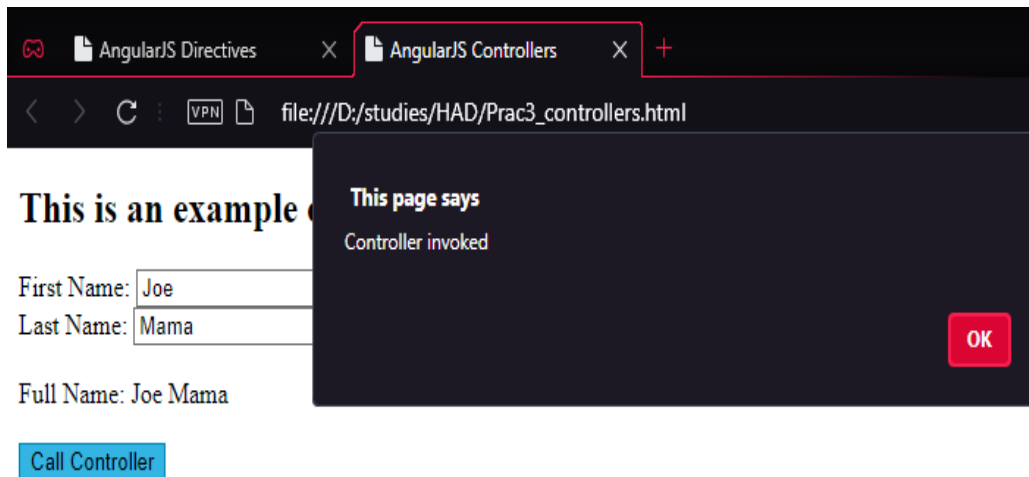 AngularJS Directives
AngularJS Controllers
VPN
file:///D:/studies/HAD/Prac3_controllers.html
This page says
Controller invoked
OK
This is an example
First Name: Joe
Last Name: Mama
Full Name: Joe Mama
Call Controller